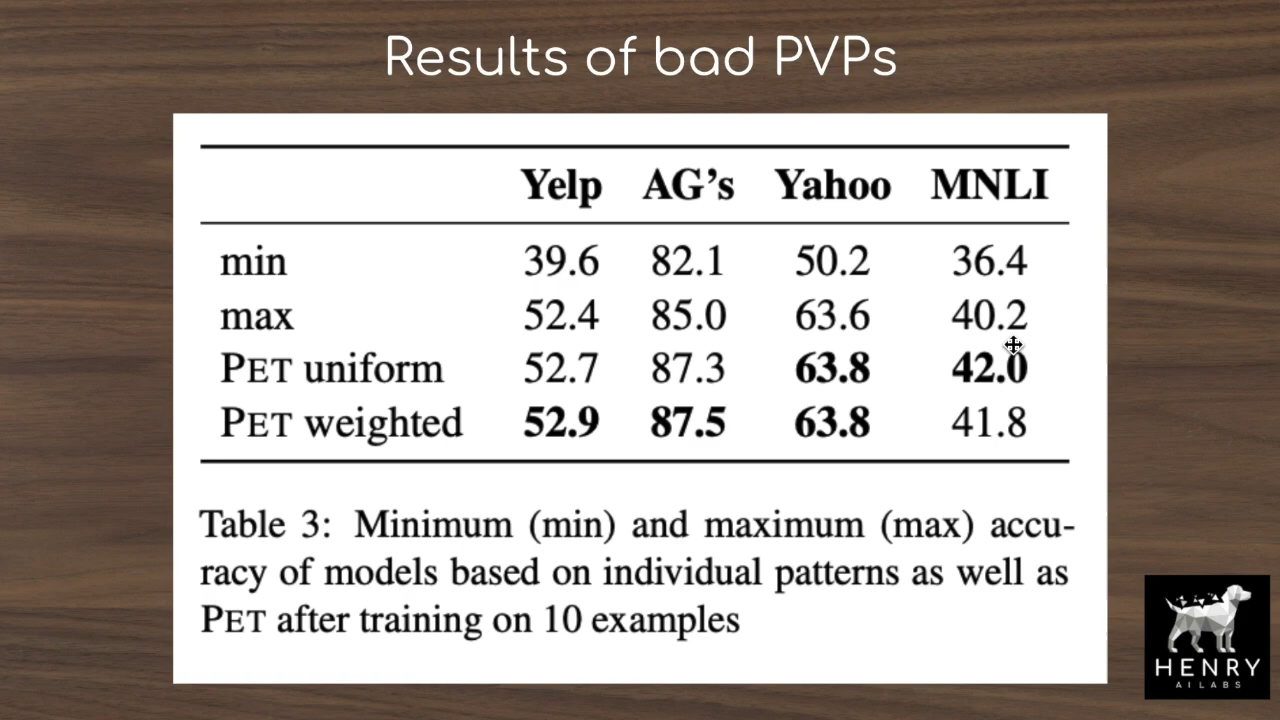 Results of bad PVPs
Yelp AG's Yahoo MNLI
min 39.6 82.1 50.2 36.4
max 52.4 85.0 63.6 40.2
PET uniform 52.7 87.3 63.8 42.0
PET weighted 52.9 87.5 63.8 41.8
Table 3: Minimum (min) and maximum (max) accu-
racy of models based on individual patterns as well as
PET after training on 10 examples
HENRY
AI LABS